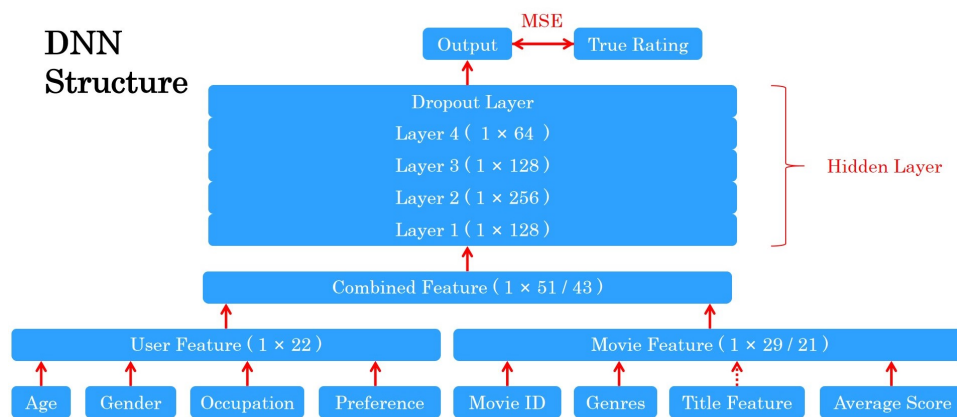 DNN
Structure
MSE
Output
True Rating
Dropout Layer
Layer 4 ( 1 × 64 )
Layer 3 ( 1 × 128 )
Layer 2 ( 1 × 256 )
Layer 1 ( 1 × 128 )
Hidden Layer
Combined Feature ( 1 × 51 / 43 )
User Feature ( 1 × 22 )
Movie Feature ( 1 × 29 / 21 )
Age
Gender
Occupation
Preference
Movie ID
Genres
Title Feature
Average Score